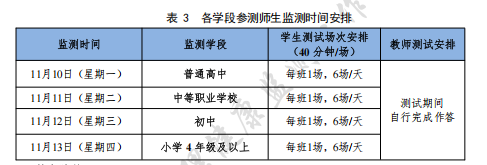 表 3 各学段参测师生监测时间安排
监测时间 监测学段 学生测试场次安排 (40 分钟/场) 教师测试安排
11月10日（星期一） 普通高中 每班1场，6场/天
11月11日（星期二） 中等职业学校 每班1场，6场/天
11月12日（星期三） 初中 每班1场，6场/天
11月13日（星期四） 小学 4 年级及以上 每班1场，6场/天
测试期间
自行完成作答